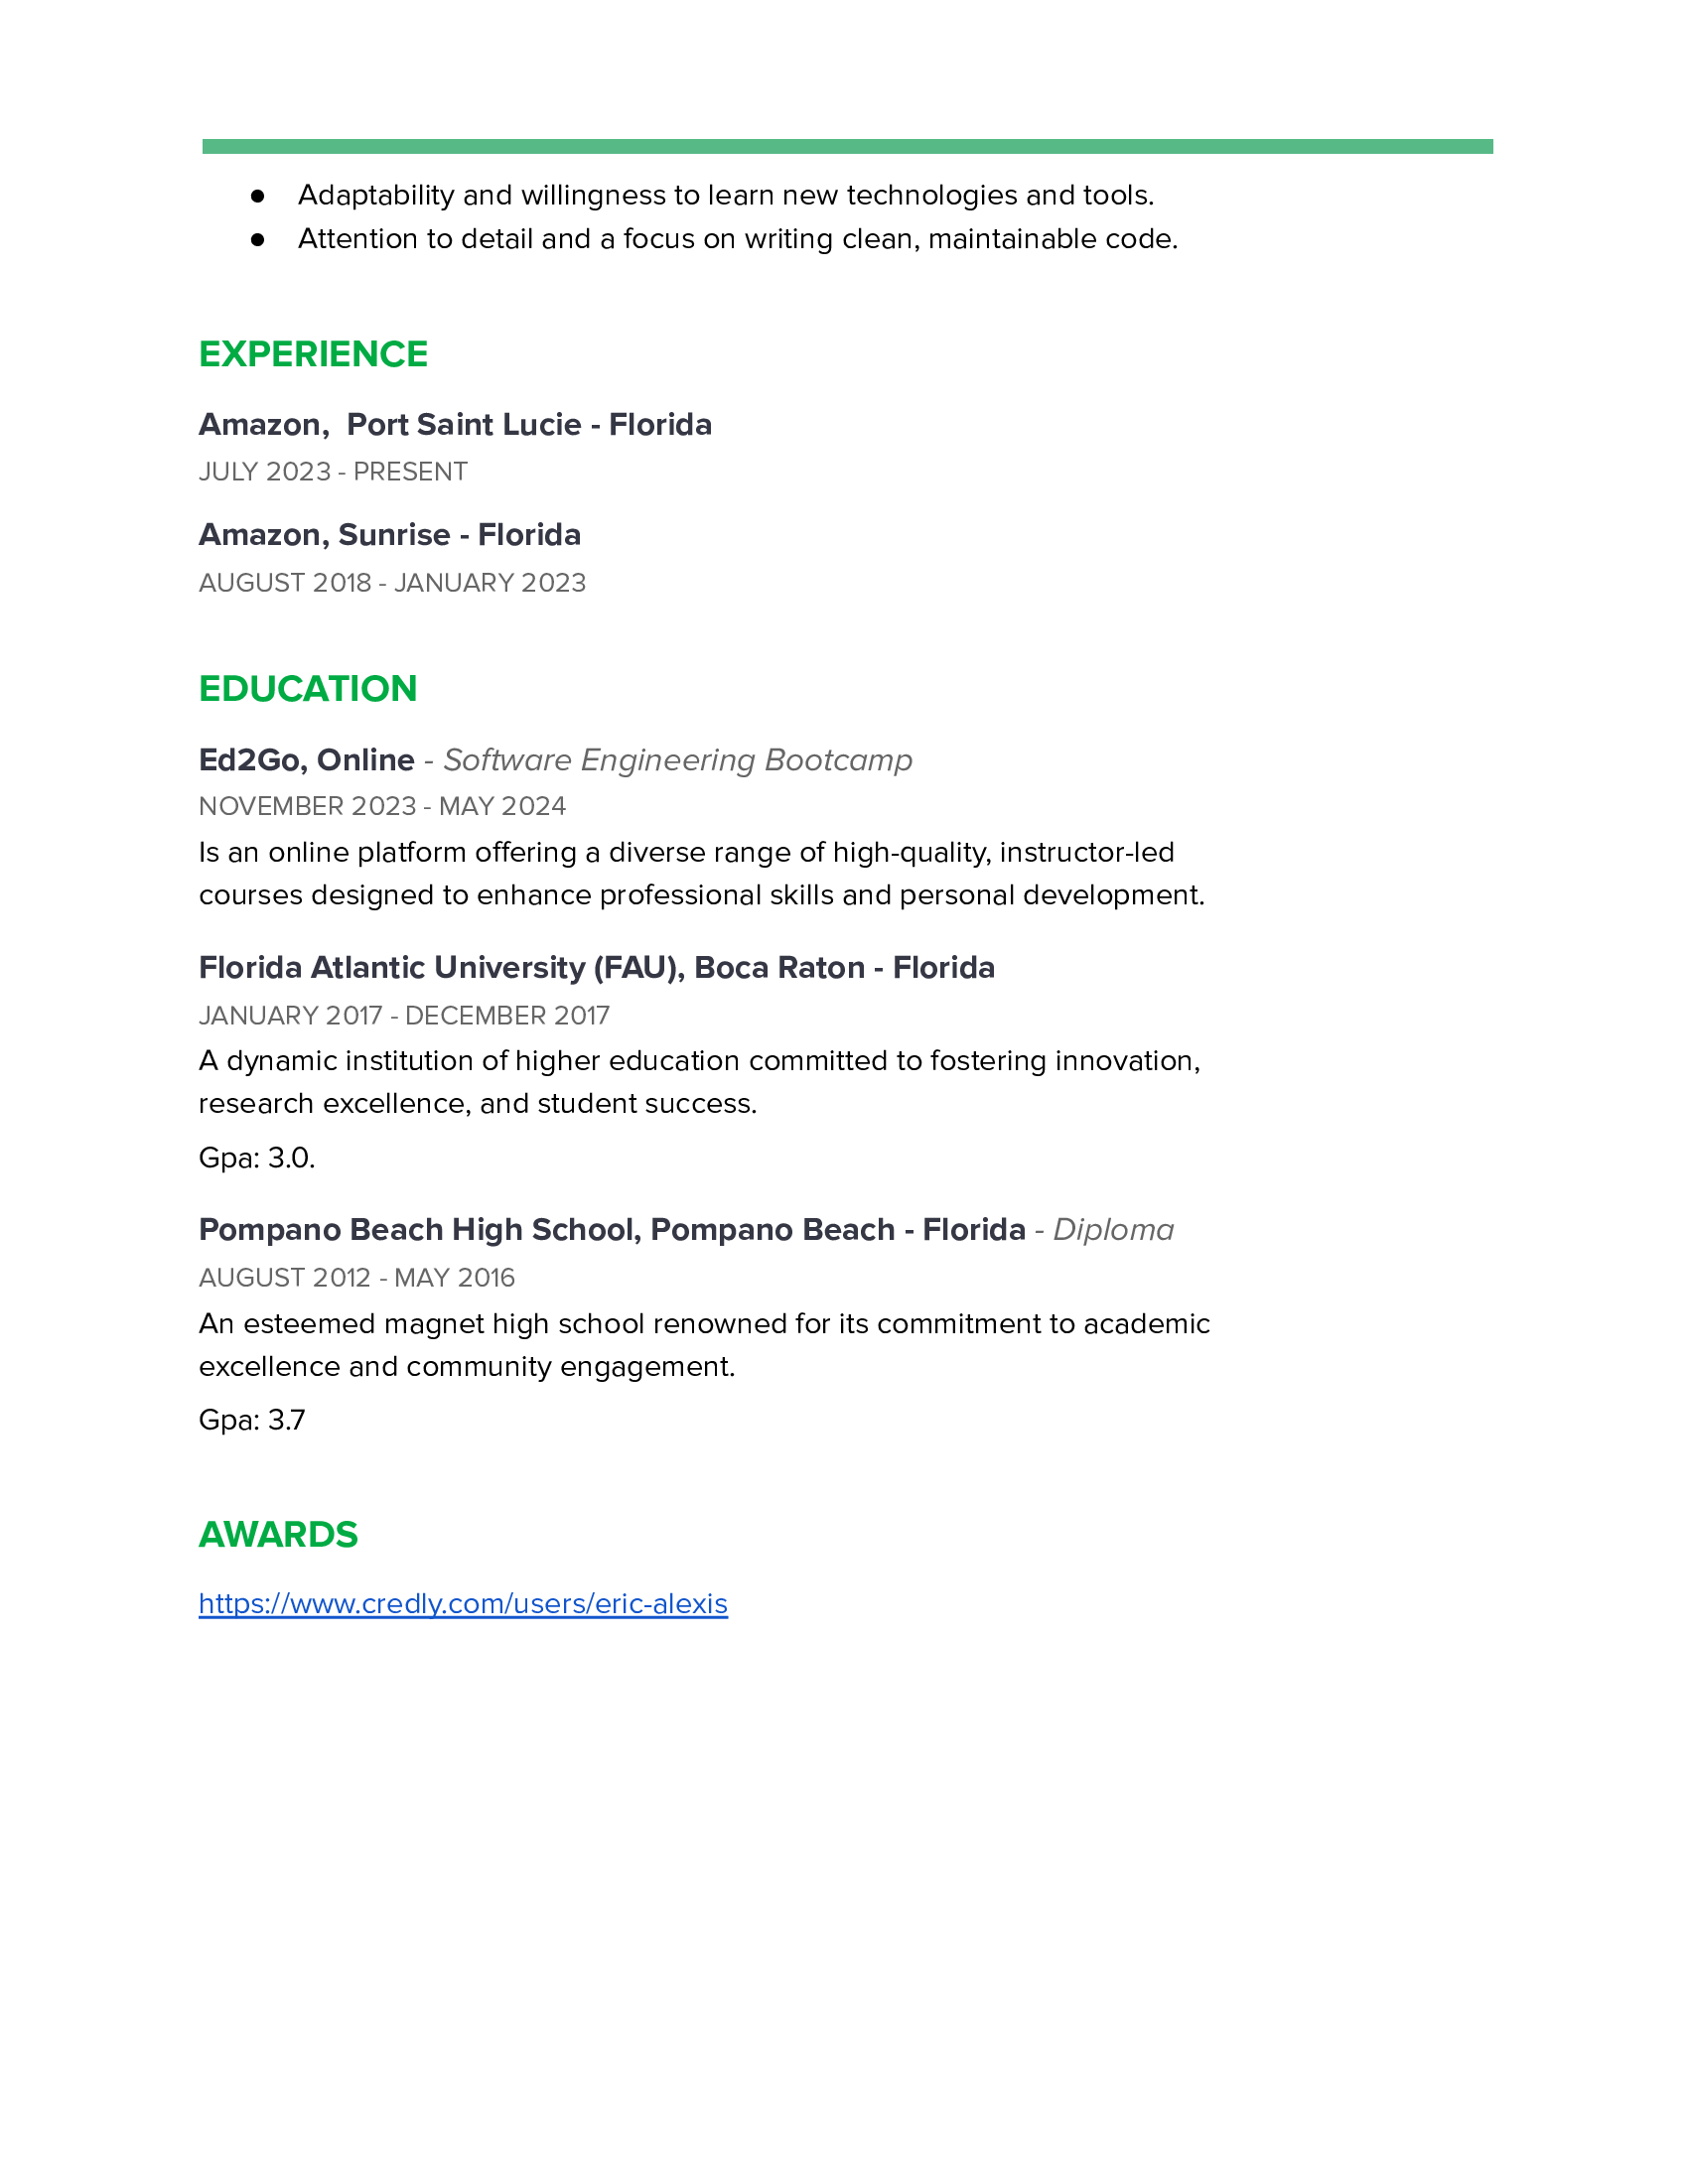 ● Adaptability and willingness to learn new technologies and tools.
● Attention to detail and a focus on writing clean, maintainable code.
EXPERIENCE
Amazon,  Port Saint Lucie - Florida
JULY 2023 - PRESENT
Amazon, Sunrise - Florida
AUGUST 2018 - JANUARY 2023
EDUCATION
Ed2Go, Online - Software Engineering Bootcamp
NOVEMBER 2023 - MAY 2024
Is an online platform offering a diverse range of high-quality, instructor-led
courses designed to enhance professional skills and personal development.
Florida Atlantic University (FAU), Boca Raton - Florida
JANUARY 2017 - DECEMBER 2017
A dynamic institution of higher education committed to fostering innovation,
research excellence, and student success.
Gpa: 3.0.
Pompano Beach High School, Pompano Beach - Florida - Diploma
AUGUST 2012 - MAY 2016
An esteemed magnet high school renowned for its commitment to academic
excellence and community engagement.
Gpa: 3.7
AWARDS
https://www.credly.com/users/eric-alexis